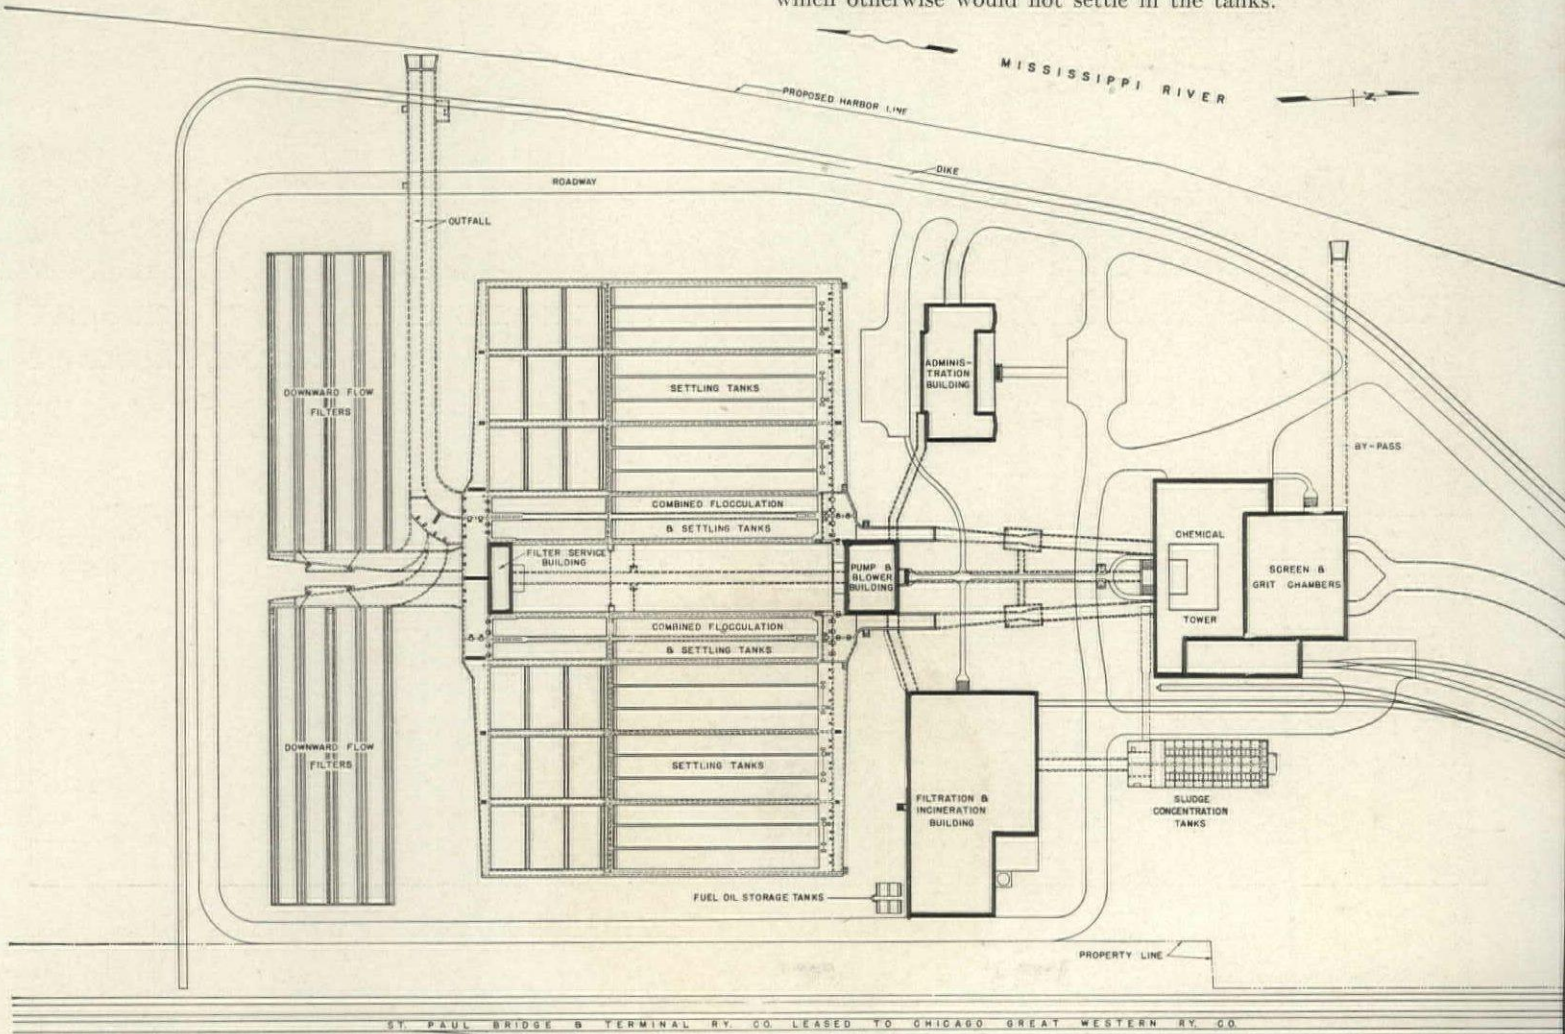 which otherwise would not settle in the tanks.
MISSISSIPPI RIVER
N
PROPOSED HARBOR LINE
DIKE
ROADWAY
OUTFALL
DOWNWARD FLOW
FILTERS
SETTLING TANKS
ADMINIS-
TRATION
BUILDING
BY-PASS
COMBINED FLOCCULATION
& SETTLING TANKS
CHEMICAL
TOWER
SCREEN &
GRIT CHAMBERS
FILTER SERVICE
BUILDING
PUMP &
BLOWER
BUILDING
COMBINED FLOCCULATION
& SETTLING TANKS
DOWNWARD FLOW
FILTERS
SETTLING TANKS
FILTRATION &
INCINERATION
BUILDING
SLUDGE
CONCENTRATION
TANKS
FUEL OIL STORAGE TANKS
PROPERTY LINE
ST. PAUL BRIDGE & TERMINAL RY. CO. LEASED TO CHICAGO GREAT WESTERN RY. CO.